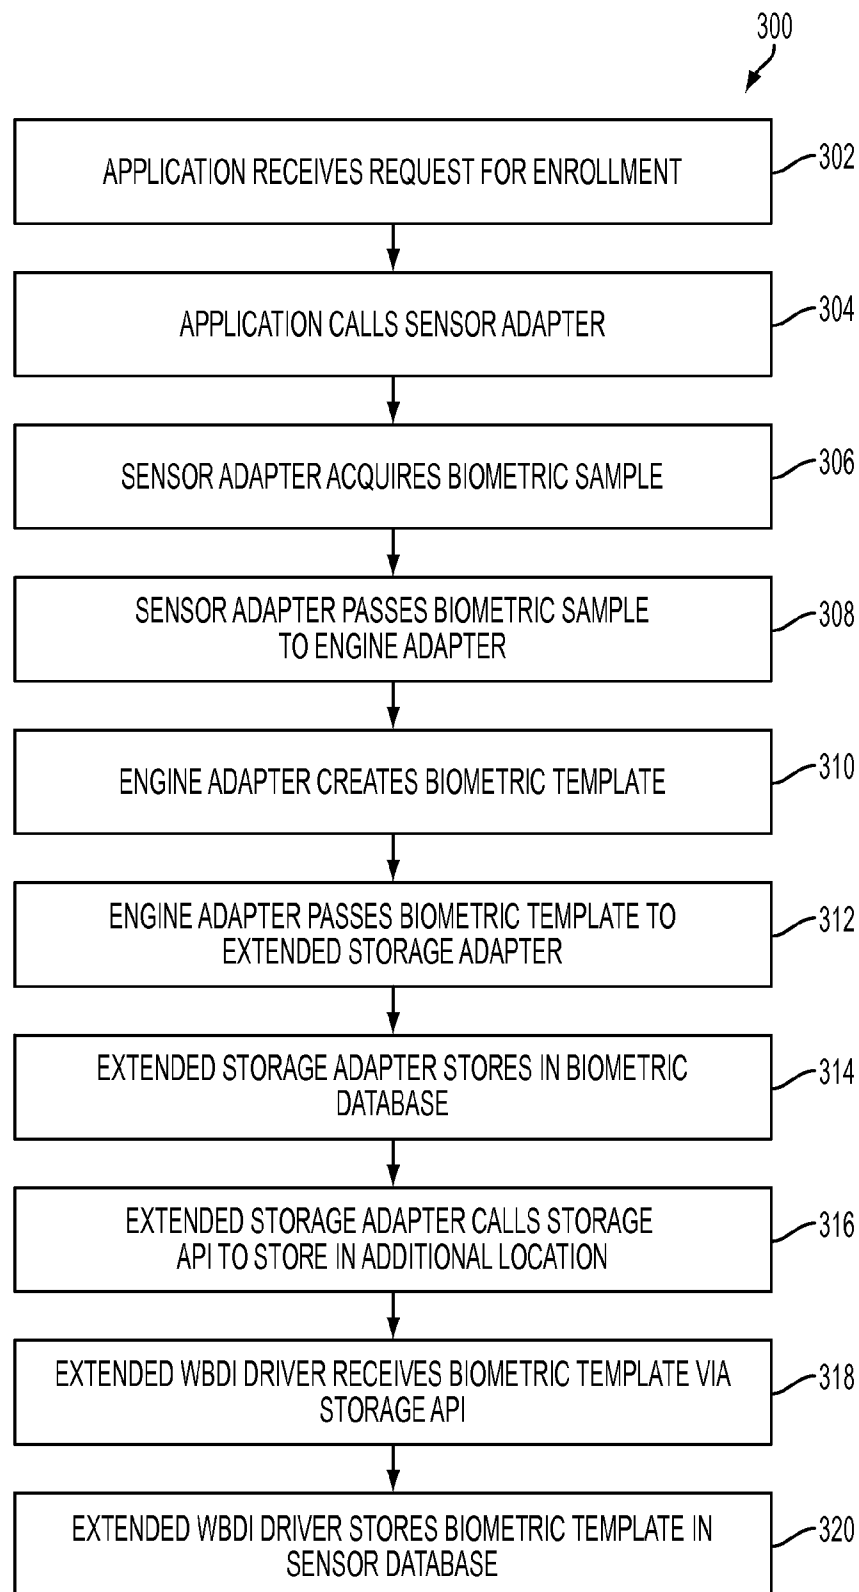 300
APPLICATION RECEIVES REQUEST FOR ENROLLMENT
302
APPLICATION CALLS SENSOR ADAPTER
304
SENSOR ADAPTER ACQUIRES BIOMETRIC SAMPLE
306
SENSOR ADAPTER PASSES BIOMETRIC SAMPLE
TO ENGINE ADAPTER
308
ENGINE ADAPTER CREATES BIOMETRIC TEMPLATE
310
ENGINE ADAPTER PASSES BIOMETRIC TEMPLATE TO
EXTENDED STORAGE ADAPTER
312
EXTENDED STORAGE ADAPTER STORES IN BIOMETRIC
DATABASE
314
EXTENDED STORAGE ADAPTER CALLS STORAGE
API TO STORE IN ADDITIONAL LOCATION
316
EXTENDED WBDI DRIVER RECEIVES BIOMETRIC TEMPLATE VIA
STORAGE API
318
EXTENDED WBDI DRIVER STORES BIOMETRIC TEMPLATE IN
SENSOR DATABASE
320